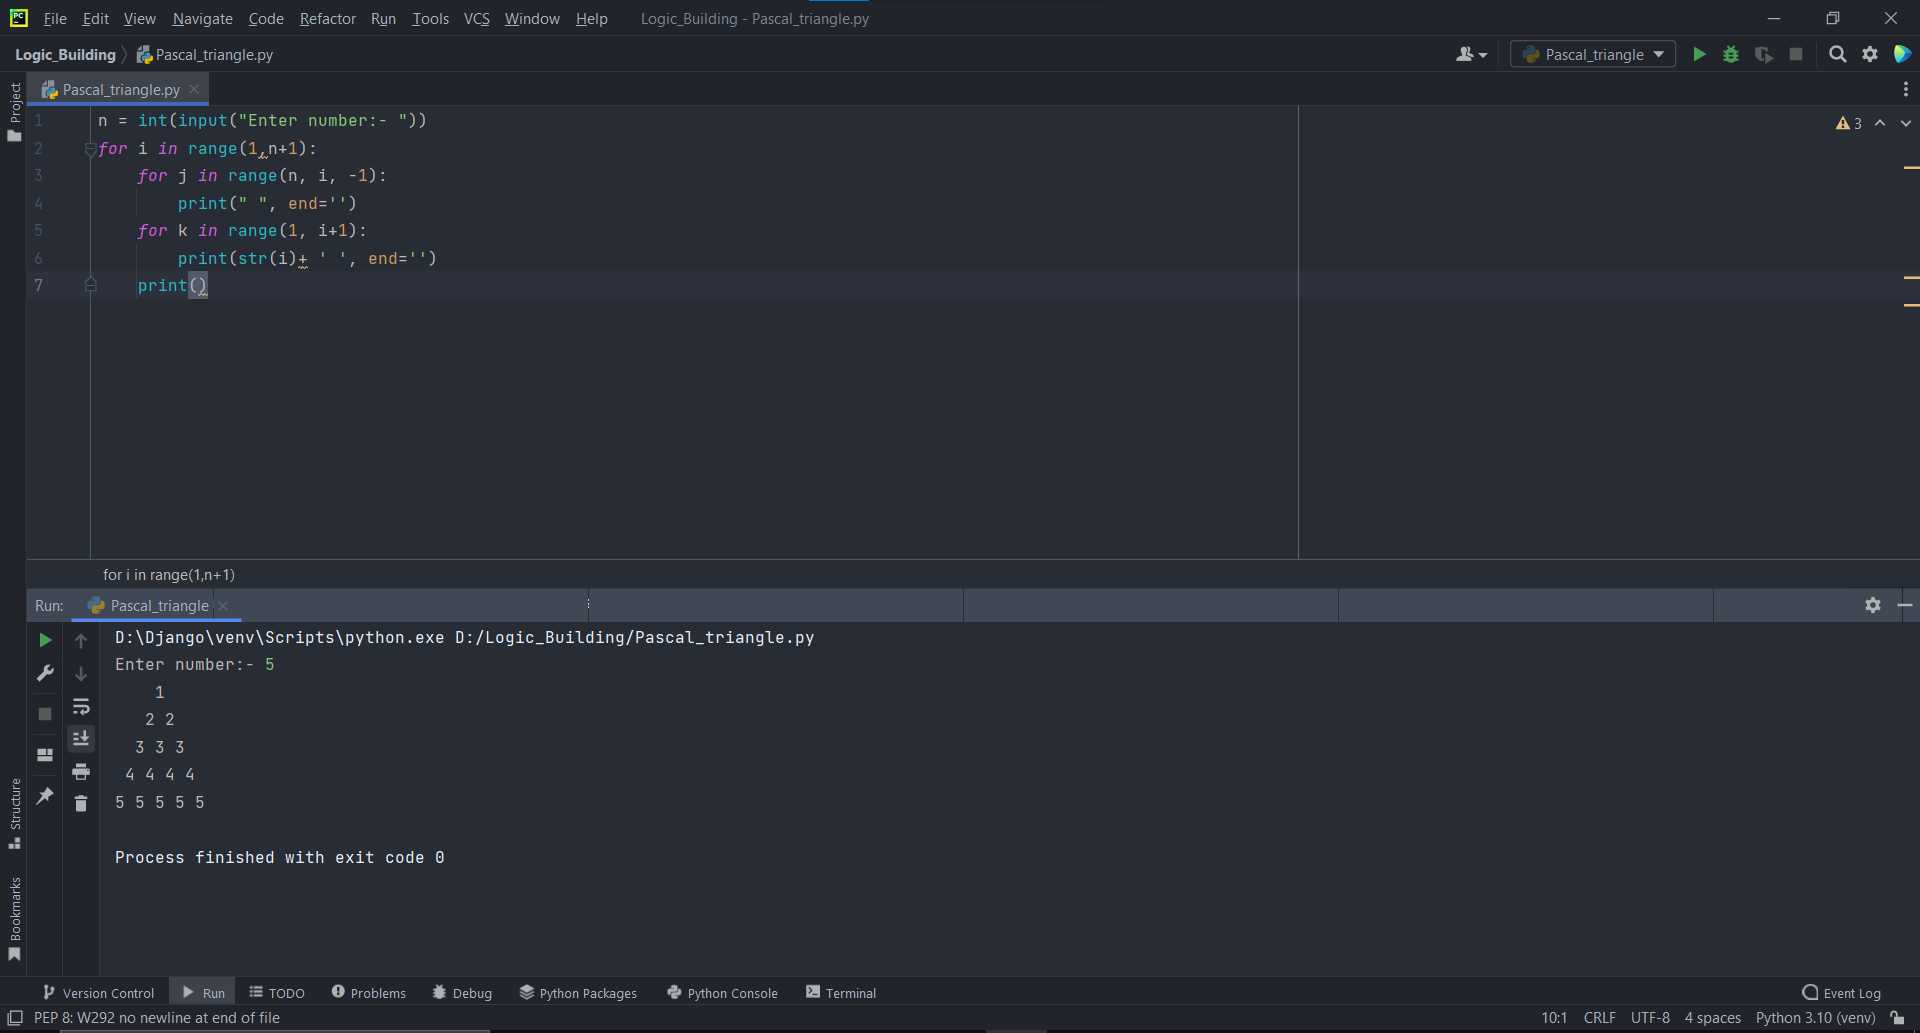 PC File Edit View Navigate Code Refactor Run Tools VCS Window Help Logic_Building - Pascal_triangle.py
Logic_Building Pascal_triangle.py Pascal_triangle
Project
Pascal_triangle.py
3
1 n = int(input("Enter number:- "))
2 for i in range(1,n+1):
3     for j in range(n, i, -1):
4         print(" ", end='')
5     for k in range(1, i+1):
6         print(str(i)+ ' ', end='')
7     print()
for i in range(1,n+1)
Run: Pascal_triangle
D:\Django\venv\Scripts\python.exe D:/Logic_Building/Pascal_triangle.py
Enter number:- 5
    1
   2 2
  3 3 3
 4 4 4 4
5 5 5 5 5
Process finished with exit code 0
Structure
Bookmarks
Version Control Run TODO Problems Debug Python Packages Python Console Terminal Event Log
PEP 8: W292 no newline at end of file 10:1 CRLF UTF-8 4 spaces Python 3.10 (venv)